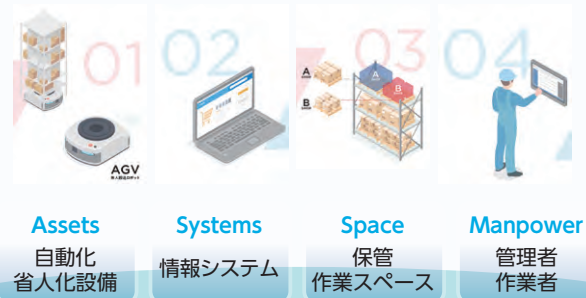 01
02
03
04
A
B
A
B
AGV
Assets
Systems
Space
Manpower
自動化
省人化設備
情報システム
保管
作業スペース
管理者
作業者